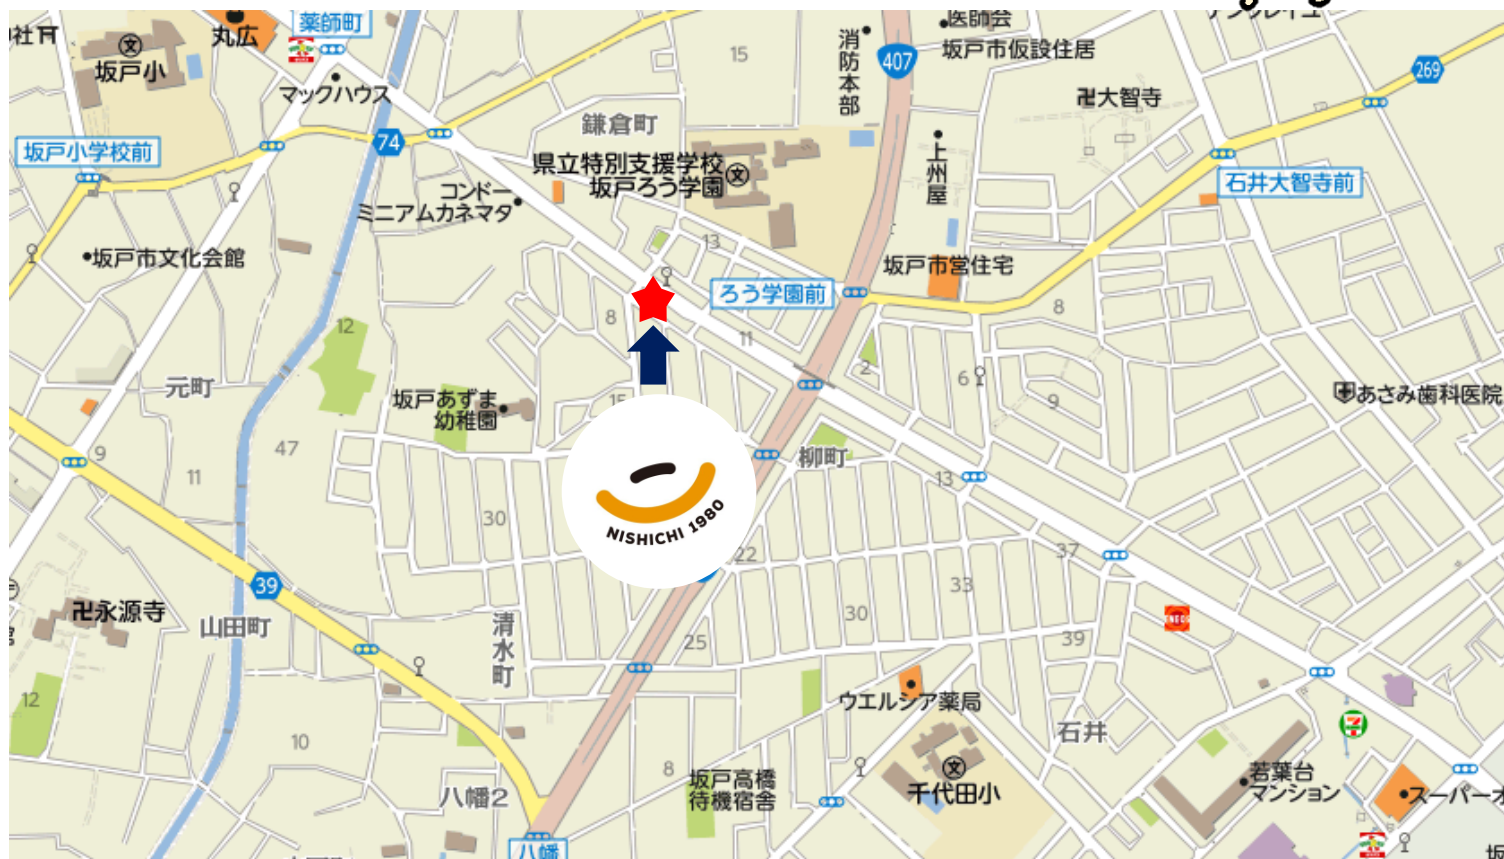 薬師町
社
丸広
坂戸小
マックハウス
15
消防本部
407
医師会
坂戸市仮設住居
269
卍大智寺
鎌倉町
坂戸小学校前
74
県立特別支援学校
坂戸ろう学園
上州屋
石井大智寺前
コンドー
ミニアムカネマタ
13
坂戸市文化会館
坂戸市営住宅
ろう学園前
8
8
12
11
2
6
元町
坂戸あずま
幼稚園
15
9
あさみ歯科医院
9
47
11
柳町
13
30
NISHICHI 1980
22
37
39
33
卍永源寺
山田町
清水町
30
25
39
ENEOS
12
ウエルシア薬局
石井
10
8
坂戸高橋
待機宿舎
千代田小
若葉台
マンション
スーパーオ
八幡2
八幡
坂